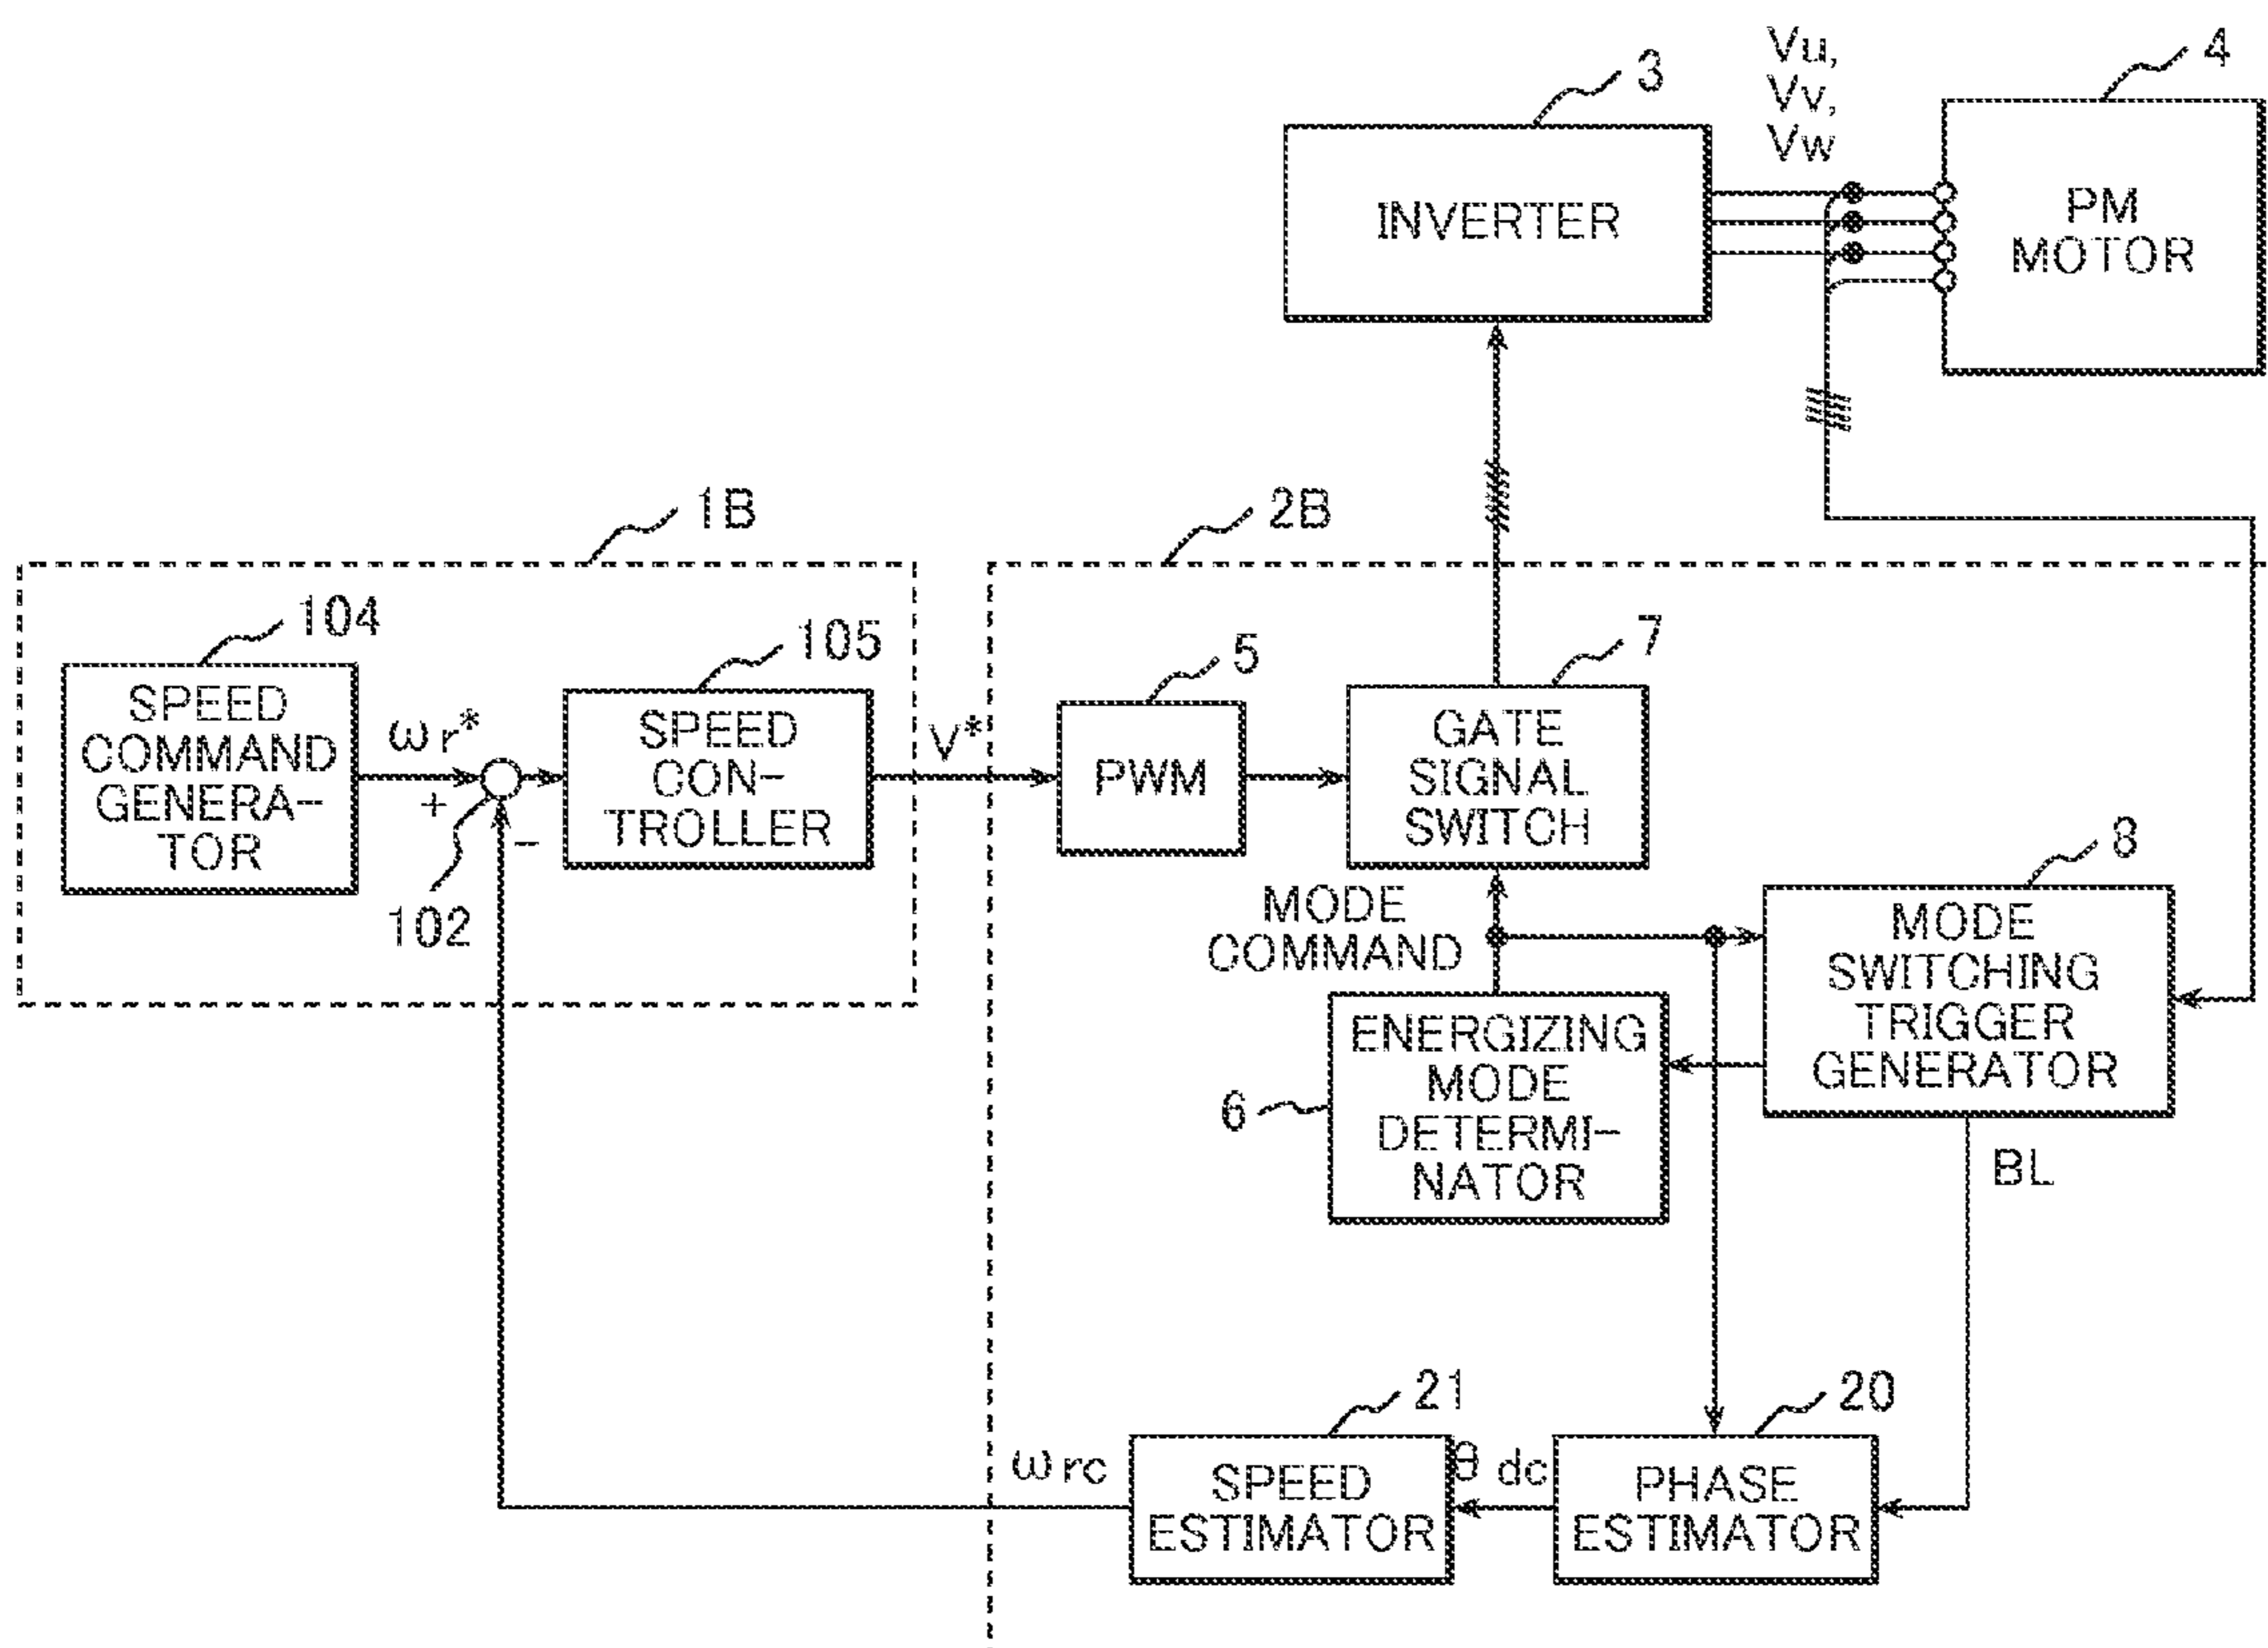 Vu,
Vv,
Vw
3
4
INVERTER
PM
MOTOR
1B
2B
104
105
5
7
SPEED
COMMAND
GENERA-
TOR
ωr*
+
-
102
SPEED
CON-
TROLLER
V*
PWM
GATE
SIGNAL
SWITCH
8
MODE
COMMAND
MODE
SWITCHING
TRIGGER
GENERATOR
6
ENERGIZING
MODE
DETERMI-
NATOR
BL
21
20
ωrc
SPEED
ESTIMATOR
θdc
PHASE
ESTIMATOR